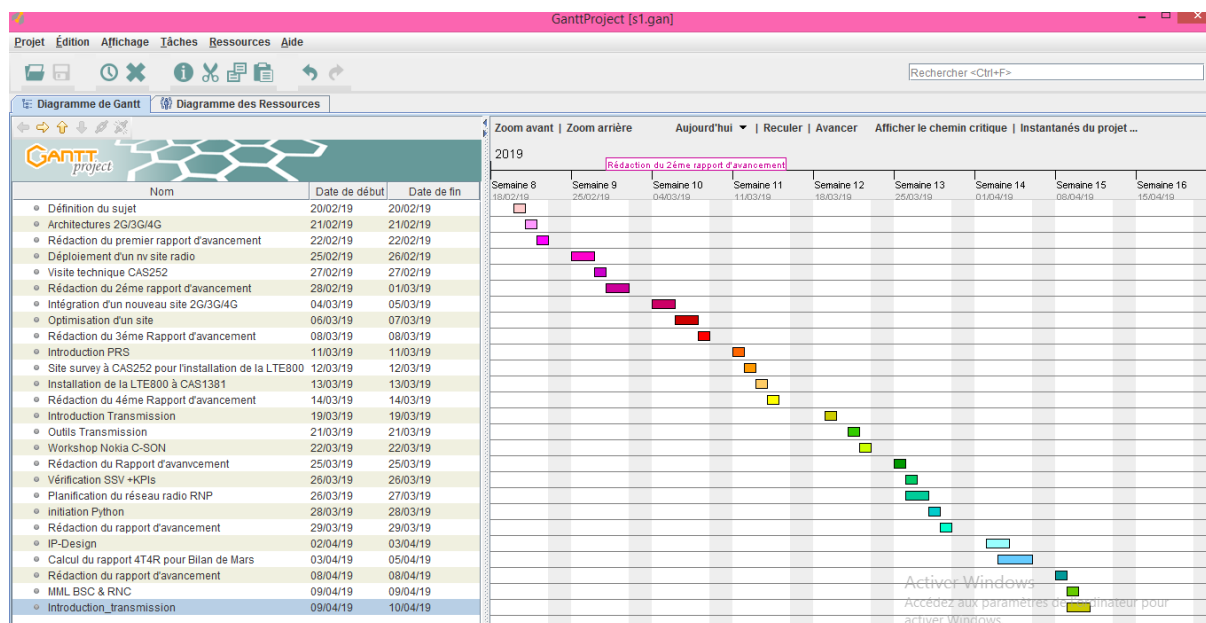 GanttProject [s1.gan]
Projet Édition Affichage Tâches Ressources Aide
Rechercher <Ctrl+F>
Diagramme de Gantt Diagramme des Ressources
Zoom avant | Zoom arrière Aujourd'hui | Reculer | Avancer Afficher le chemin critique | Instantanés du projet ...
GANTT project
2019
Rédaction du 2éme rapport d'avancement
Nom Date de début Date de fin
Semaine 8 Semaine 9 Semaine 10 Semaine 11 Semaine 12 Semaine 13 Semaine 14 Semaine 15 Semaine 16
18/02/19 25/02/19 04/03/19 11/03/19 18/03/19 25/03/19 01/04/19 08/04/19 15/04/19
Définition du sujet 20/02/19 20/02/19
Architectures 2G/3G/4G 21/02/19 21/02/19
Rédaction du premier rapport d'avancement 22/02/19 22/02/19
Déploiement d'un nv site radio 25/02/19 26/02/19
Visite technique CAS252 27/02/19 27/02/19
Rédaction du 2éme rapport d'avancement 28/02/19 01/03/19
Intégration d'un nouveau site 2G/3G/4G 04/03/19 05/03/19
Optimisation d'un site 06/03/19 07/03/19
Rédaction du 3éme Rapport d'avancement 08/03/19 08/03/19
Introduction PRS 11/03/19 11/03/19
Site survey à CAS252 pour l'installation de la LTE800 12/03/19 12/03/19
Installation de la LTE800 à CAS1381 13/03/19 13/03/19
Rédaction du 4éme Rapport d'avancement 14/03/19 14/03/19
Introduction Transmission 19/03/19 19/03/19
Outils Transmission 21/03/19 21/03/19
Workshop Nokia C-SON 22/03/19 22/03/19
Rédaction du Rapport d'avanvcement 25/03/19 25/03/19
Vérification SSV +KPIs 26/03/19 26/03/19
Planification du réseau radio RNP 26/03/19 27/03/19
initiation Python 28/03/19 28/03/19
Rédaction du rapport d'avancement 29/03/19 29/03/19
IP-Design 02/04/19 03/04/19
Calcul du rapport 4T4R pour Bilan de Mars 03/04/19 05/04/19
Rédaction du rapport d'avancement 08/04/19 08/04/19
MML BSC & RNC 09/04/19 09/04/19
Introduction_transmission 09/04/19 10/04/19
Activer Windows
Accédez aux paramètres de l'ordinateur pour
activer Windows.